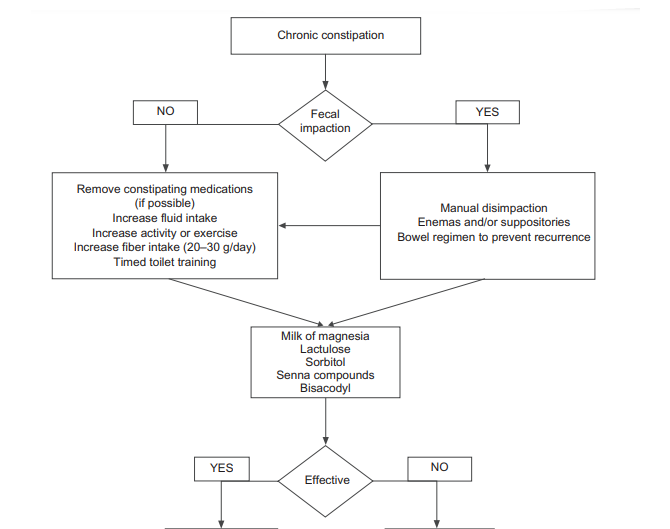 Chronic constipation
Fecal
impaction
NO
YES
Remove constipating medications
(if possible)
Increase fluid intake
Increase activity or exercise
Increase fiber intake (20–30 g/day)
Timed toilet training
Manual disimpaction
Enemas and/or suppositories
Bowel regimen to prevent recurrence
Milk of magnesia
Lactulose
Sorbitol
Senna compounds
Bisacodyl
Effective
YES
NO